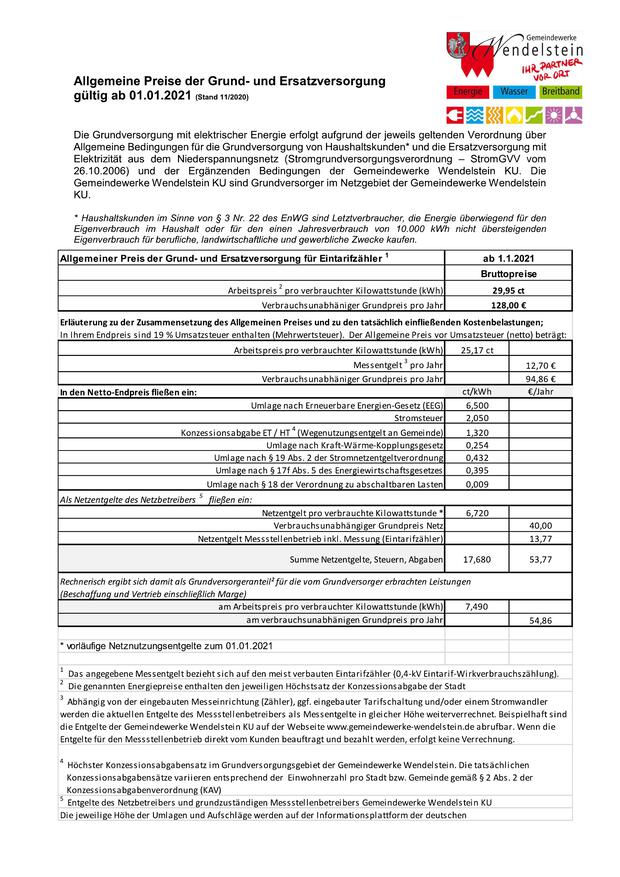 Gemeindewerke
Wendelstein
IHR PARTNER
VOR ORT
Energie Wasser Breitband
Allgemeine Preise der Grund- und Ersatzversorgung
gültig ab 01.01.2021 (Stand 11/2020)
Die Grundversorgung mit elektrischer Energie erfolgt aufgrund der jeweils geltenden Verordnung über
Allgemeine Bedingungen für die Grundversorgung von Haushaltskunden* und die Ersatzversorgung mit
Elektrizität aus dem Niederspannungsnetz (Stromgrundversorgungsverordnung – StromGVV vom
26.10.2006) und der Ergänzenden Bedingungen der Gemeindewerke Wendelstein KU. Die
Gemeindewerke Wendelstein KU sind Grundversorger im Netzgebiet der Gemeindewerke Wendelstein
KU.
* Haushaltskunden im Sinne von § 3 Nr. 22 des EnWG sind Letztverbraucher, die Energie überwiegend für den
Eigenverbrauch im Haushalt oder für den einen Jahresverbrauch von 10.000 kWh nicht übersteigenden
Eigenverbrauch für berufliche, landwirtschaftliche und gewerbliche Zwecke kaufen.
Allgemeiner Preis der Grund- und Ersatzversorgung für Eintarifzähler 1 ab 1.1.2021
Bruttopreise
Arbeitspreis 2 pro verbrauchter Kilowattstunde (kWh) 29,95 ct
Verbrauchsunabhäniger Grundpreis pro Jahr 128,00 €
Erläuterung zu der Zusammensetzung des Allgemeinen Preises und zu den tatsächlich einfließenden Kostenbelastungen;
In Ihrem Endpreis sind 19 % Umsatzsteuer enthalten (Mehrwertsteuer). Der Allgemeine Preis vor Umsatzsteuer (netto) beträgt:
Arbeitspreis pro verbrauchter Kilowattstunde (kWh) 25,17 ct
Messentgelt 3 pro Jahr 12,70 €
Verbrauchsunabhäniger Grundpreis pro Jahr 94,86 €
In den Netto-Endpreis fließen ein: ct/kWh €/Jahr
Umlage nach Erneuerbare Energien-Gesetz (EEG) 6,500
Stromsteuer 2,050
Konzessionsabgabe ET / HT 4 (Wegenutzungsentgelt an Gemeinde) 1,320
Umlage nach Kraft-Wärme-Kopplungsgesetz 0,254
Umlage nach § 19 Abs. 2 der Stromnetzentgeltverordnung 0,432
Umlage nach § 17f Abs. 5 des Energiewirtschaftsgesetzes 0,395
Umlage nach § 18 der Verordnung zu abschaltbaren Lasten 0,009
Als Netzentgelte des Netzbetreibers 5 fließen ein:
Netzentgelt pro verbrauchte Kilowattstunde * 6,720
Verbrauchsunabhängiger Grundpreis Netz 40,00
Netzentgelt Messstellenbetrieb inkl. Messung (Eintarifzähler) 13,77
Summe Netzentgelte, Steuern, Abgaben 17,680 53,77
Rechnerisch ergibt sich damit als Grundversorgeranteil2 für die vom Grundversorger erbrachten Leistungen
(Beschaffung und Vertrieb einschließlich Marge)
am Arbeitspreis pro verbrauchter Kilowattstunde (kWh) 7,490
am verbrauchsunabhänigen Grundpreis pro Jahr 54,86
* vorläufige Netznutzungsentgelte zum 01.01.2021
1 Das angegebene Messentgelt bezieht sich auf den meist verbauten Eintarifzähler (0,4-kV Eintarif-Wirkverbrauchszählung).
2 Die genannten Energiepreise enthalten den jeweiligen Höchstsatz der Konzessionsabgabe der Stadt
3 Abhängig von der eingebauten Messeinrichtung (Zähler), ggf. eingebauter Tarifschaltung und/oder einem Stromwandler
werden die aktuellen Entgelte des Messstellenbetreibers als Messentgelte in gleicher Höhe weiterverrechnet. Beispielhaft sind
die Entgelte der Gemeindewerke Wendelstein KU auf der Webseite www.gemeindewerke-wendelstein.de abrufbar. Wenn die
Entgelte für den Messstellenbetrieb direkt vom Kunden beauftragt und bezahlt werden, erfolgt keine Verrechnung.
4 Höchster Konzessionsabgabensatz im Grundversorgungsgebiet der Gemeindewerke Wendelstein. Die tatsächlichen
Konzessionsabgabensätze variieren entsprechend der Einwohnerzahl pro Stadt bzw. Gemeinde gemäß § 2 Abs. 2 der
Konzessionsabgabenverordnung (KAV)
5 Entgelte des Netzbetreibers und grundzuständigen Messstellenbetreibers Gemeindewerke Wendelstein KU
Die jeweilige Höhe der Umlagen und Aufschläge werden auf der Informationsplattform der deutschen